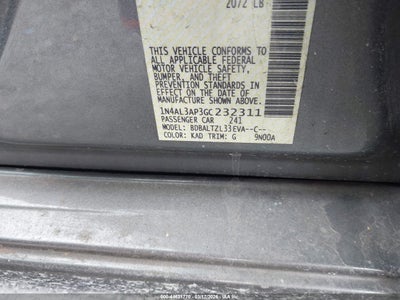 2072 LB
THIS VEHICLE CONFORMS TO
ALL APPLICABLE FEDERAL
MOTOR VEHICLE SAFETY,
BUMPER, AND THEFT
PREVENTION STANDARDS IN
EFFECT ON THE DATE OF
MANUFACTURE SHOWN ABOVE.
1N4AL3AP3GC232311
PASSENGER CAR 241
MODEL: BDBALTZL33EVA--C--
COLOR: KAD TRIM: G 9N00A